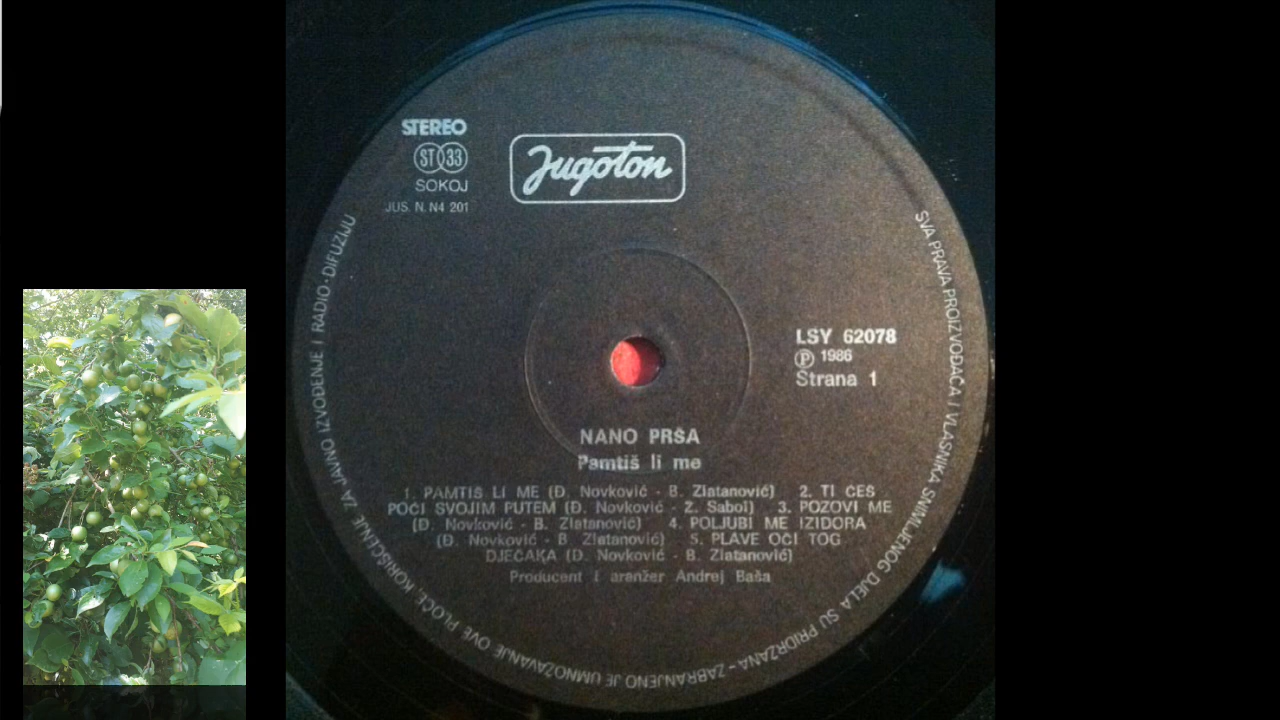 STEREO
ST 33
SOKOJ
JUS. N. N4 201
Jugoton
LSY 62078
Ⓟ 1986
Strana 1
NANO PRŠA
Pamtiš li me
1. PAMTIŠ LI ME (Đ. Novković - B. Zlatanović) 2. TI ĆEŠ
POĆI SVOJIM PUTEM (Đ. Novković - Z. Sabol) 3. POZOVI ME
(Đ. Novković - B. Zlatanović) 4. POLJUBI ME IZIDORA
(Đ. Novković - B. Zlatanović) 5. PLAVE OČI TOG
DJEČAKA (Đ. Novković - B. Zlatanović)
Producent i aranžer Andrej Baša
SVA PRAVA PROIZVOĐAČA I VLASNIKA SNIMLJENOG DJELA SU PRIDRŽANA - ZABRANJENO JE UMNOŽAVANJE OVE PLOČE, KORIŠĆENJE ZA JAVNO IZVOĐENJE I RADIO-DIFUZIJU